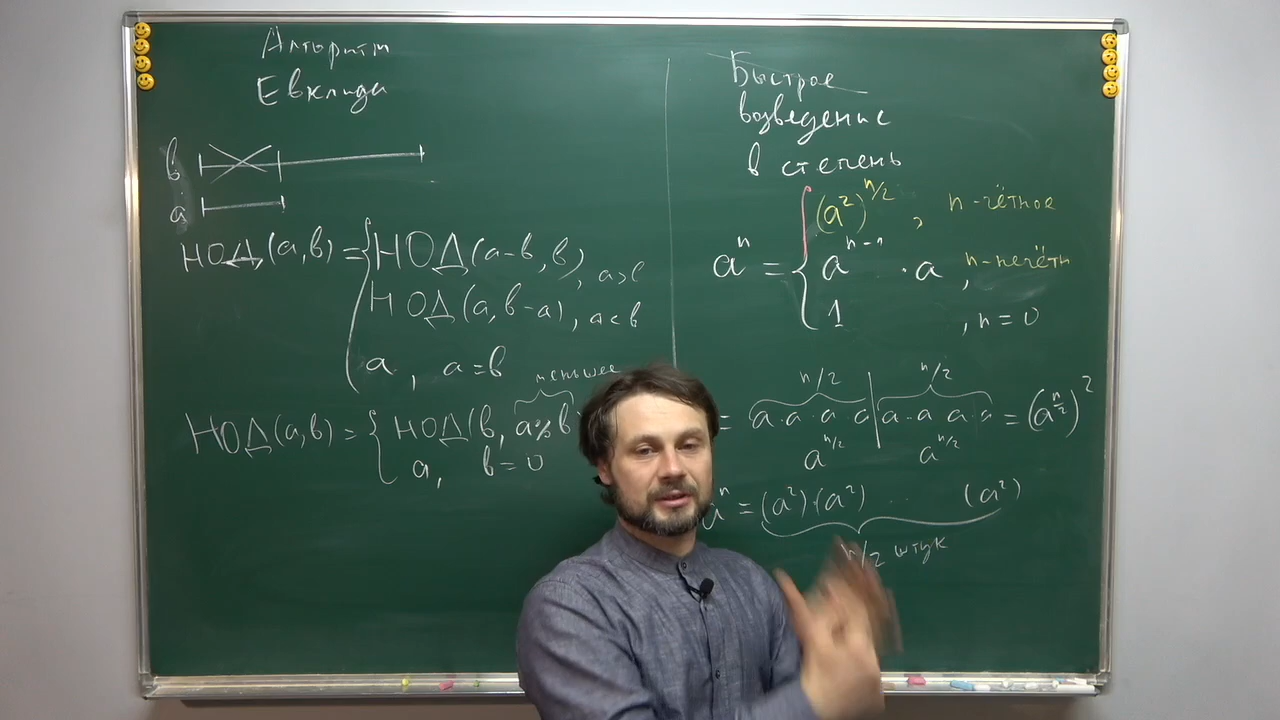 Алгоритм
Евклида
в
а
НОД(а,в) = НОД(а-в, в), а>в
НОД(а, в-а), а<в
а, а=в
меньшее
НОД(а,в) = НОД(в, а%в
а, в=0
Быстрое
возведение
в степень
(a²)^n/2, n-чётное
aⁿ = a^n-1 · a, n-нечётн
1, n=0
n/2 n/2
= a·a·a·a a·a·a·a = (a^n/2)²
a^n/2 a^n/2
aⁿ = (a²)·(a²) .. (a²)
n/2 штук